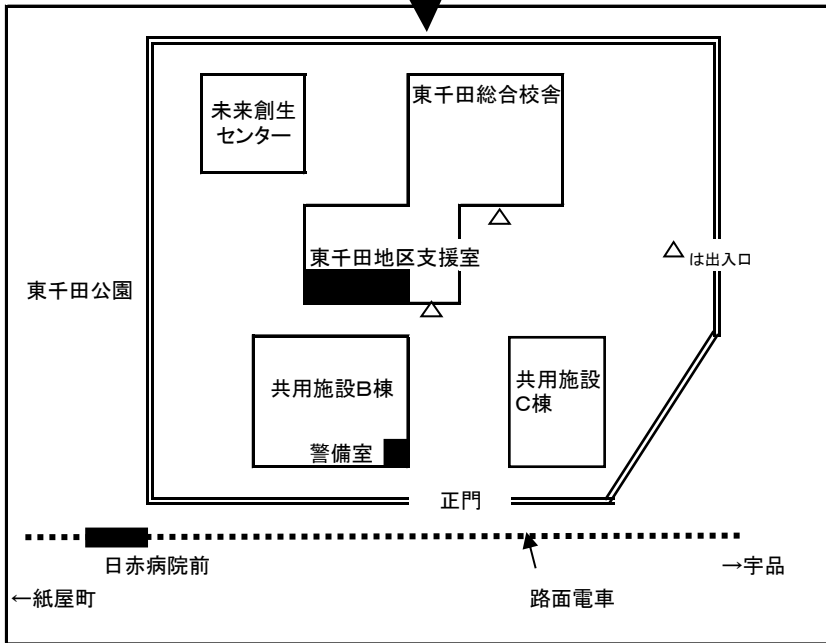 東千田総合校舎
未来創生
センター
東千田地区支援室
△は出入口
東千田公園
共用施設B棟
共用施設
C棟
警備室
正門
日赤病院前
→宇品
←紙屋町
路面電車